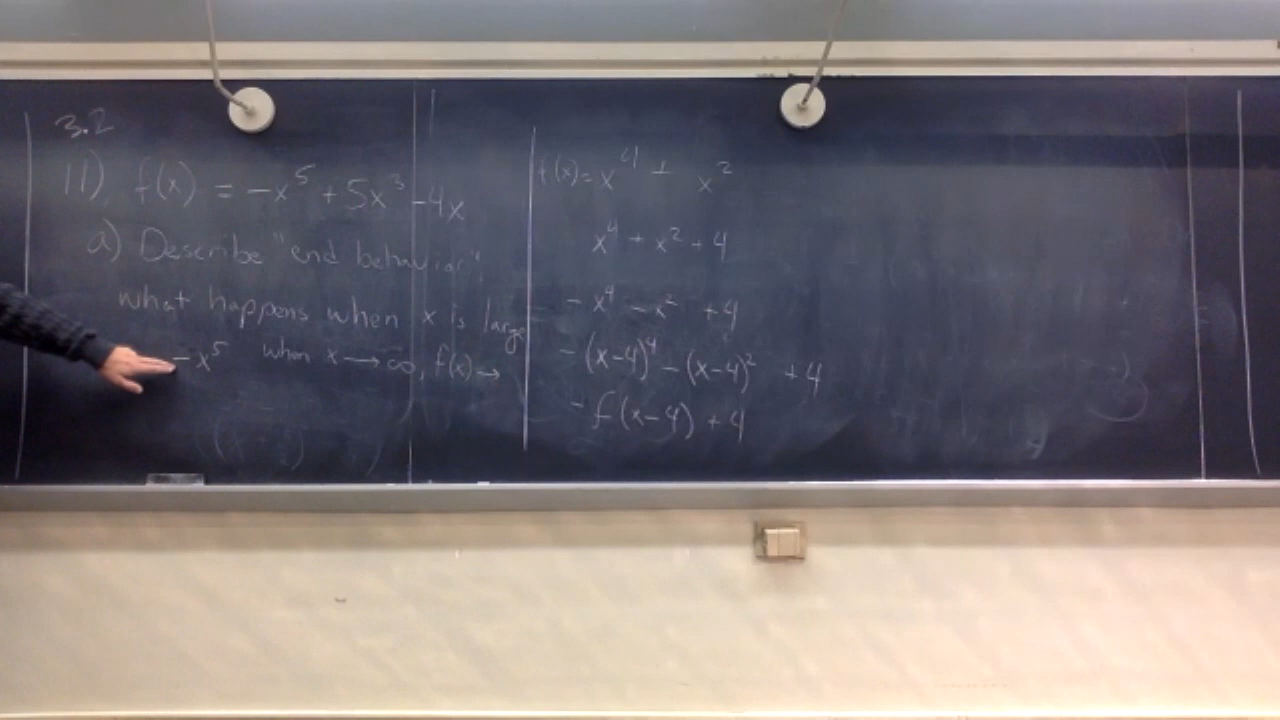 3.2
11) f(x) = -x⁵ + 5x³ - 4x
a) Describe "end behavior".
what happens when x is large
-x⁵ when x → ∞, f(x) →
f(x) = x⁴ + x²
x⁴ + x² + 4
- x⁴ - x² + 4
- (x-4)⁴ - (x-4)² + 4
- f(x-4) + 4